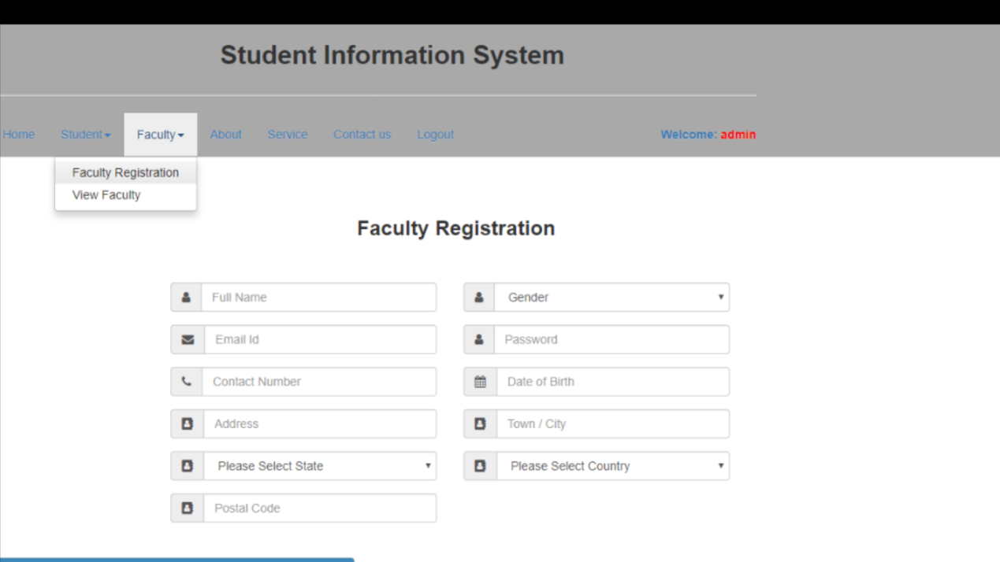 Student Information System
Home Student Faculty About Service Contact us Logout Welcome: admin
Faculty Registration
View Faculty
Faculty Registration
Full Name Gender
Email Id Password
Contact Number Date of Birth
Address Town / City
Please Select State Please Select Country
Postal Code